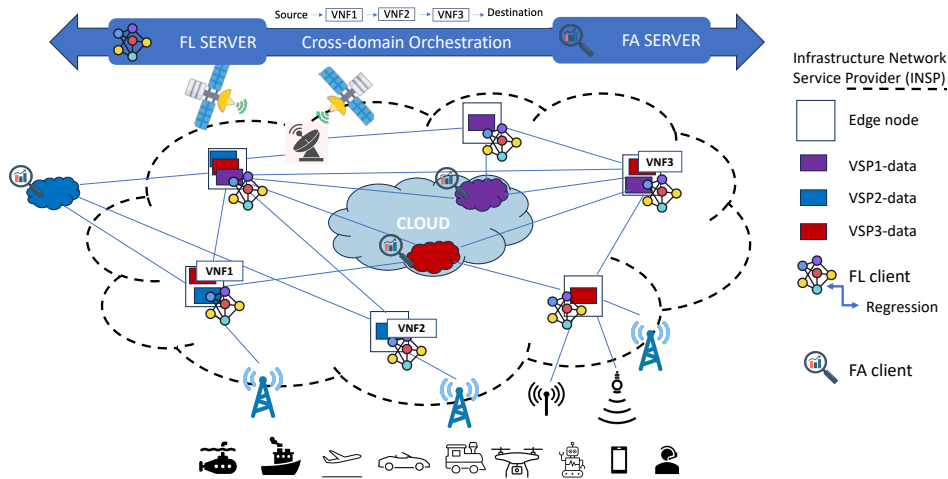 Source VNF1 VNF2 VNF3 Destination
FL SERVER Cross-domain Orchestration FA SERVER
Infrastructure Network
Service Provider (INSP)
Edge node
VSP1-data
VSP2-data
VSP3-data
FL client
Regression
FA client
VNF3
CLOUD
VNF1
VNF2